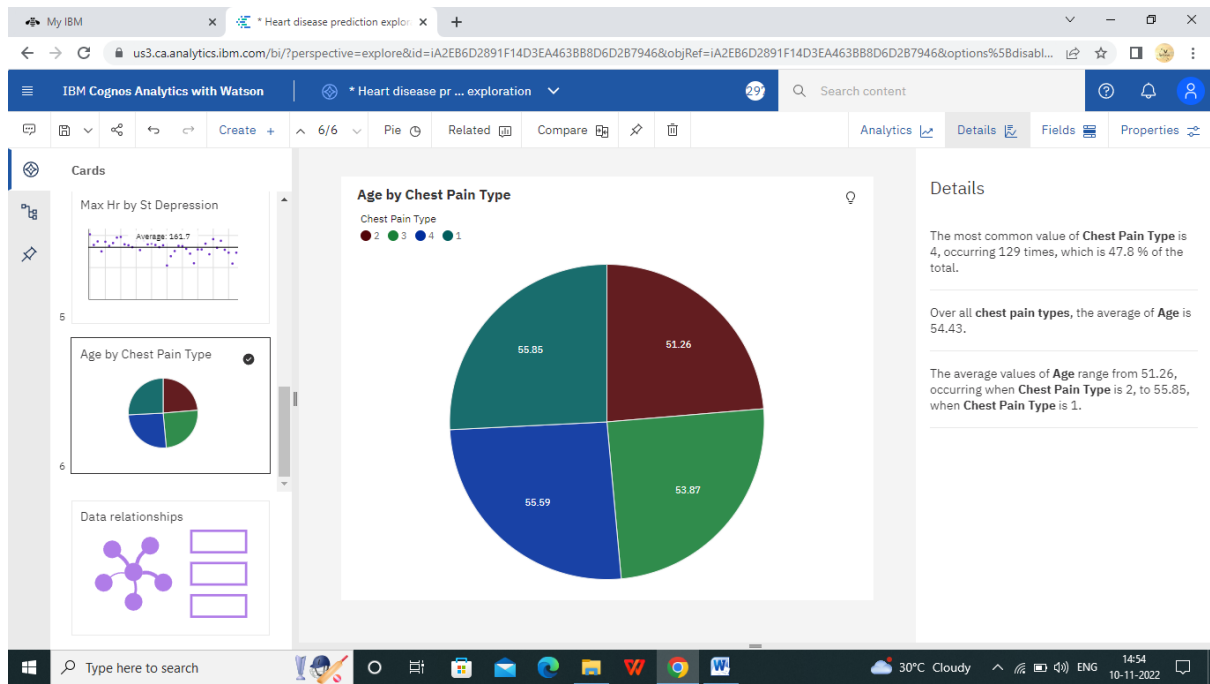 My IBM
* Heart disease prediction explor
us3.ca.analytics.ibm.com/bi/?perspective=explore&id=iA2EB6D2891F14D3EA463BB8D6D2B7946&objRef=iA2EB6D2891F14D3EA463BB8D6D2B7946&options%5Bdisabl...
IBM Cognos Analytics with Watson
* Heart disease pr ... exploration
297
Search content
Create +
6/6
Pie
Related
Compare
Analytics
Details
Fields
Properties
Cards
Max Hr by St Depression
Average: 161.7
5
Age by Chest Pain Type
6
Data relationships
Age by Chest Pain Type
Chest Pain Type
2 3 4 1
55.85
51.26
55.59
53.87
Details
The most common value of Chest Pain Type is
4, occurring 129 times, which is 47.8 % of the
total.
Over all chest pain types, the average of Age is
54.43.
The average values of Age range from 51.26,
occurring when Chest Pain Type is 2, to 55.85,
when Chest Pain Type is 1.
Type here to search
W
W
30°C Cloudy
ENG
14:54
10-11-2022